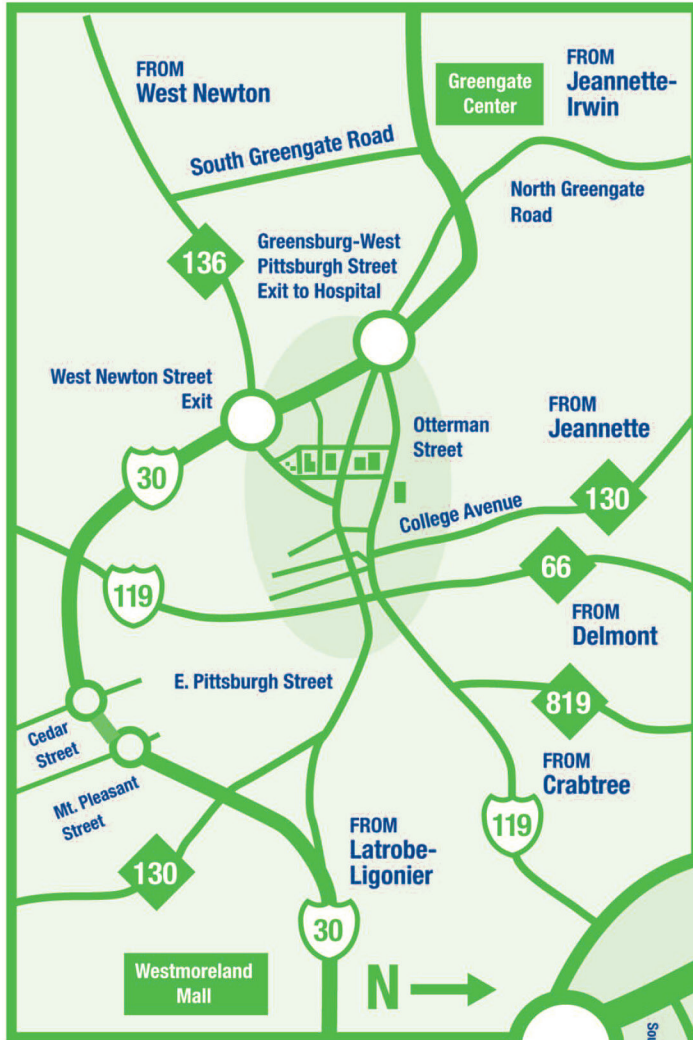 FROM
West Newton
Greengate
Center
FROM
Jeannette-
Irwin
South Greengate Road
North Greengate
Road
136
Greensburg-West
Pittsburgh Street
Exit to Hospital
West Newton Street
Exit
Otterman
Street
FROM
Jeannette
30
College Avenue
130
119
66
FROM
Delmont
E. Pittsburgh Street
819
Cedar
Street
Mt. Pleasant
Street
FROM
Crabtree
119
FROM
Latrobe-
Ligonier
130
30
Westmoreland
Mall
N